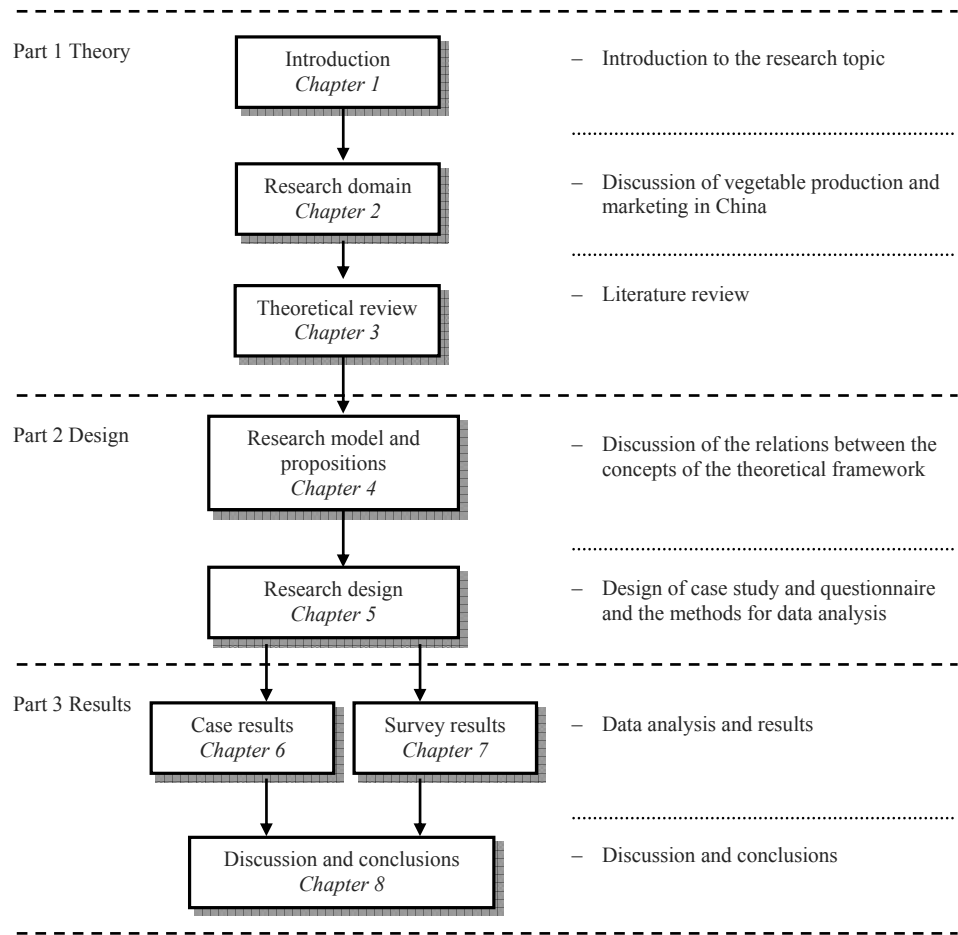 Part 1 Theory
Introduction
Chapter 1
– Introduction to the research topic
Research domain
Chapter 2
– Discussion of vegetable production and
marketing in China
Theoretical review
Chapter 3
– Literature review
Part 2 Design
Research model and
propositions
Chapter 4
– Discussion of the relations between the
concepts of the theoretical framework
Research design
Chapter 5
– Design of case study and questionnaire
and the methods for data analysis
Part 3 Results
Case results
Chapter 6
Survey results
Chapter 7
– Data analysis and results
Discussion and conclusions
Chapter 8
– Discussion and conclusions